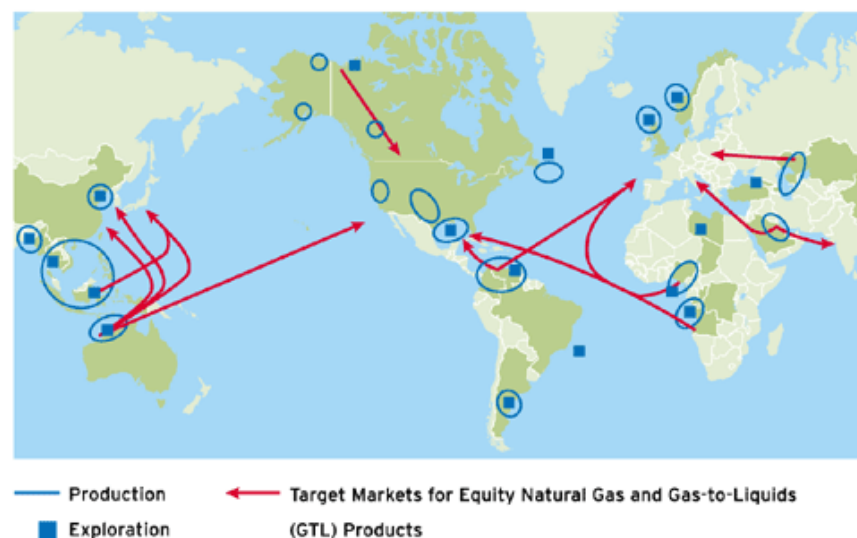 Production
Target Markets for Equity Natural Gas and Gas-to-Liquids
Exploration
(GTL) Products